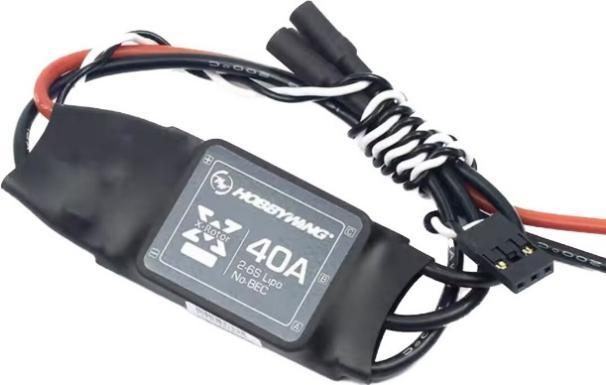 HOBBYWING®
X-Rotor
40A
2-6S Lipo
No BEC
+
−
C
B
A